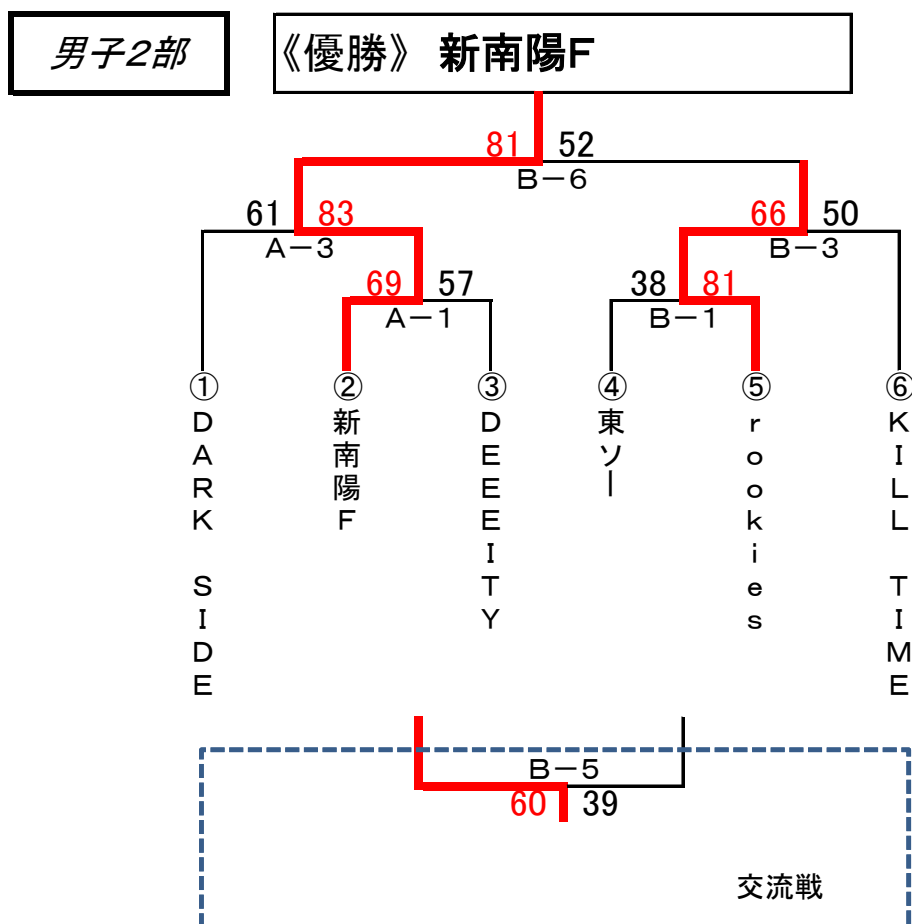 男子2部
《優勝》 新南陽F
81 52
B－6
61 83
A－3
66 50
B－3
69 57
A－1
38 81
B－1
① DARK SIDE
② 新南陽F
③ DEEEITY
④ 東ソー
⑤ rookies
⑥ KILL TIME
B－5
60 39
交流戦